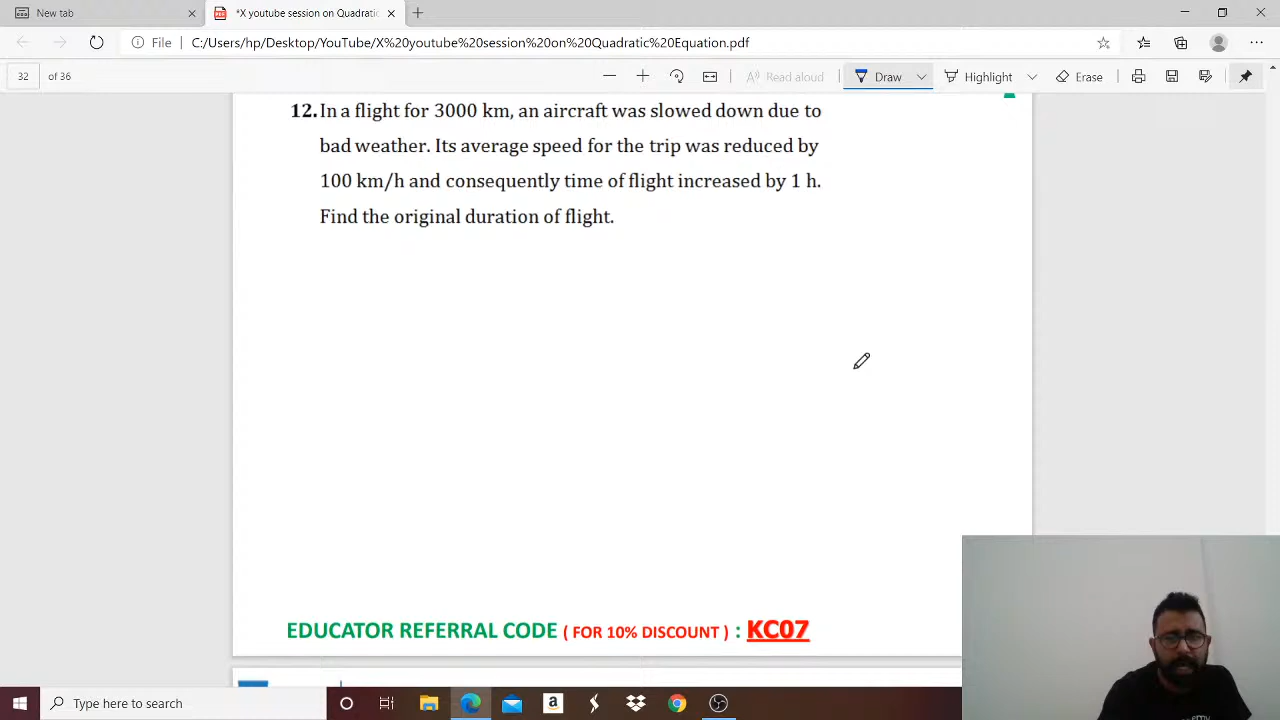 New tab
*X youtube session on Quadratic
File
C:/Users/hp/Desktop/YouTube/X%20youtube%20session%20on%20Quadratic%20Equation.pdf
32 of 36
Read aloud
Draw
Highlight
Erase
12. In a flight for 3000 km, an aircraft was slowed down due to
bad weather. Its average speed for the trip was reduced by
100 km/h and consequently time of flight increased by 1 h.
Find the original duration of flight.
EDUCATOR REFERRAL CODE ( FOR 10% DISCOUNT ) : KC07
Type here to search